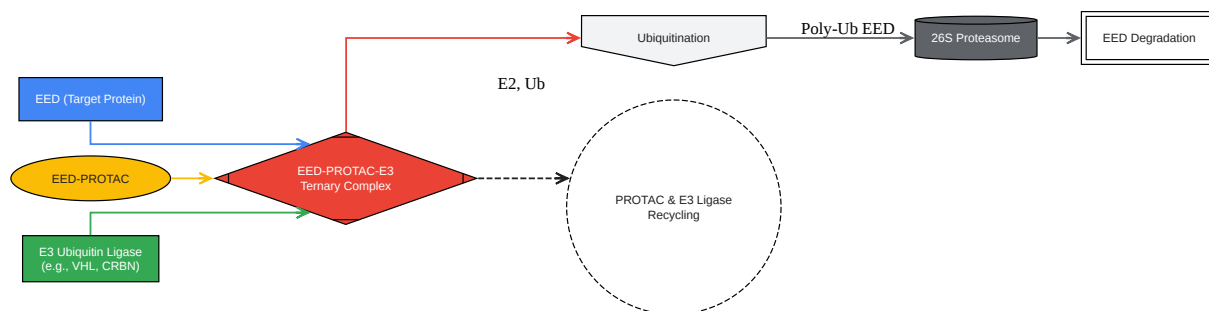 Ubiquitination
Poly-Ub EED
26S Proteasome
EED Degradation
E2, Ub
EED (Target Protein)
EED-PROTAC
EED-PROTAC-E3
Ternary Complex
PROTAC & E3 Ligase
Recycling
E3 Ubiquitin Ligase
(e.g., VHL, CRBN)